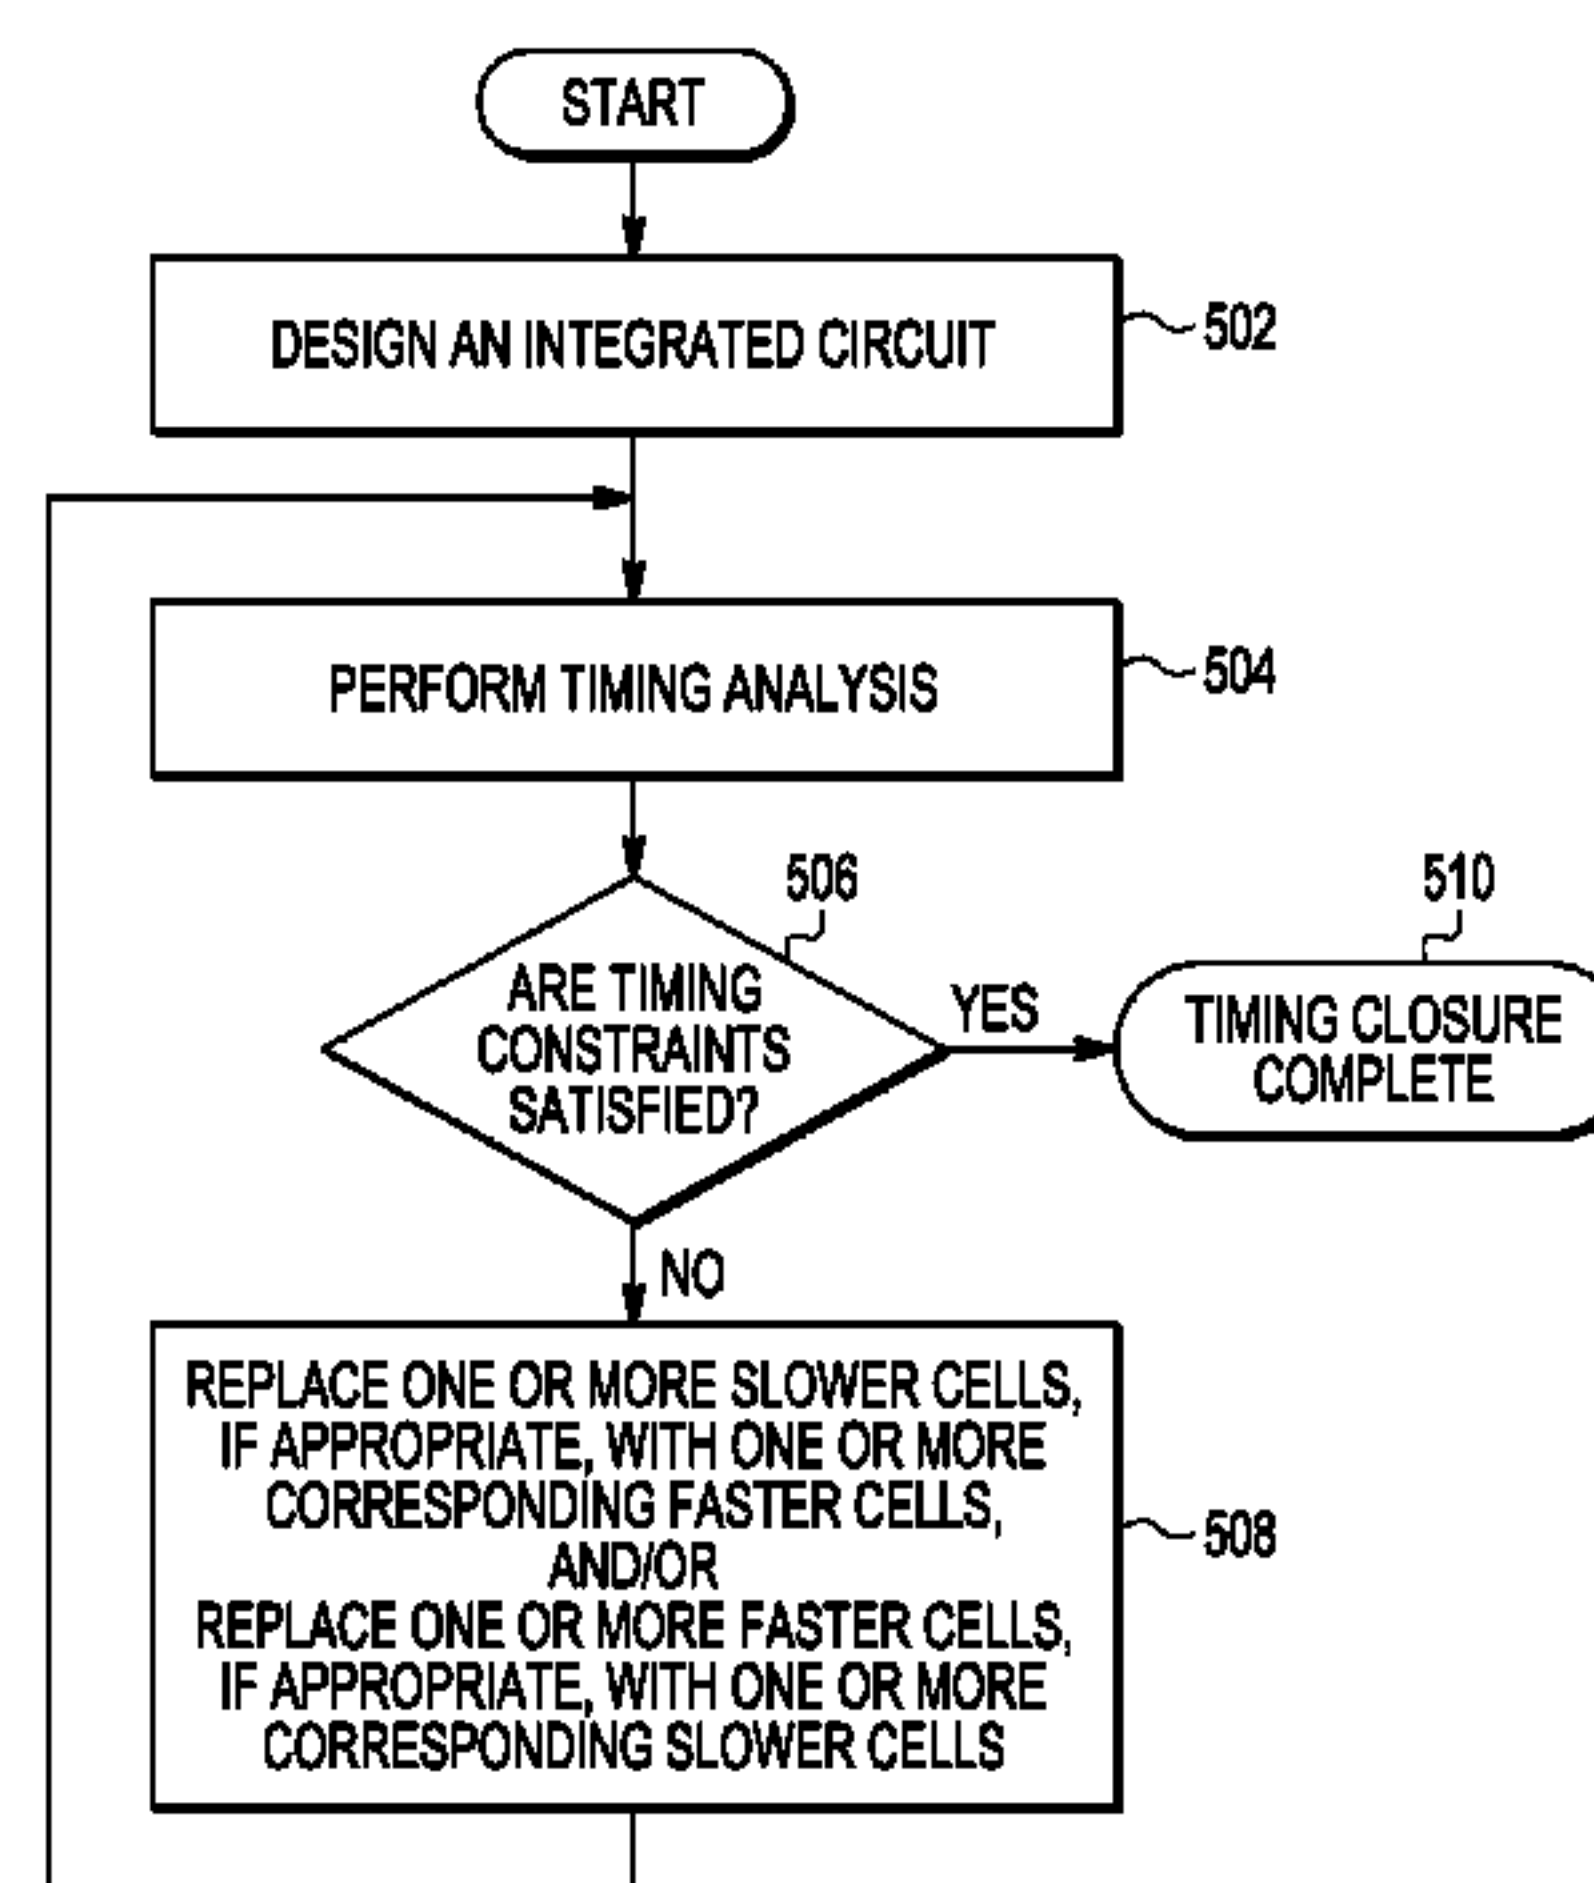 START
DESIGN AN INTEGRATED CIRCUIT
502
PERFORM TIMING ANALYSIS
504
506
ARE TIMING
CONSTRAINTS
SATISFIED?
YES
510
TIMING CLOSURE
COMPLETE
NO
REPLACE ONE OR MORE SLOWER CELLS,
IF APPROPRIATE, WITH ONE OR MORE
CORRESPONDING FASTER CELLS,
AND/OR
REPLACE ONE OR MORE FASTER CELLS,
IF APPROPRIATE, WITH ONE OR MORE
CORRESPONDING SLOWER CELLS
508